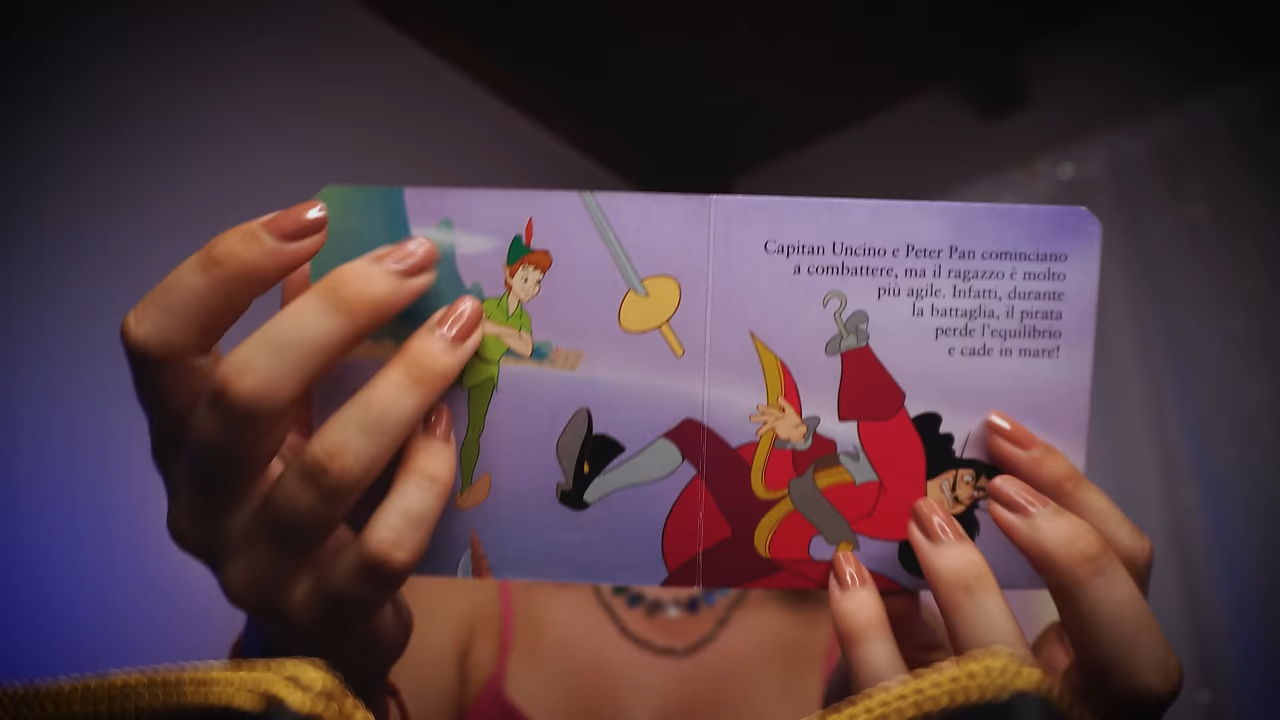 Capitan Uncino e Peter Pan cominciano
a combattere, ma il ragazzo è molto
più agile. Infatti, durante
la battaglia, il pirata
perde l'equilibrio
e cade in mare!